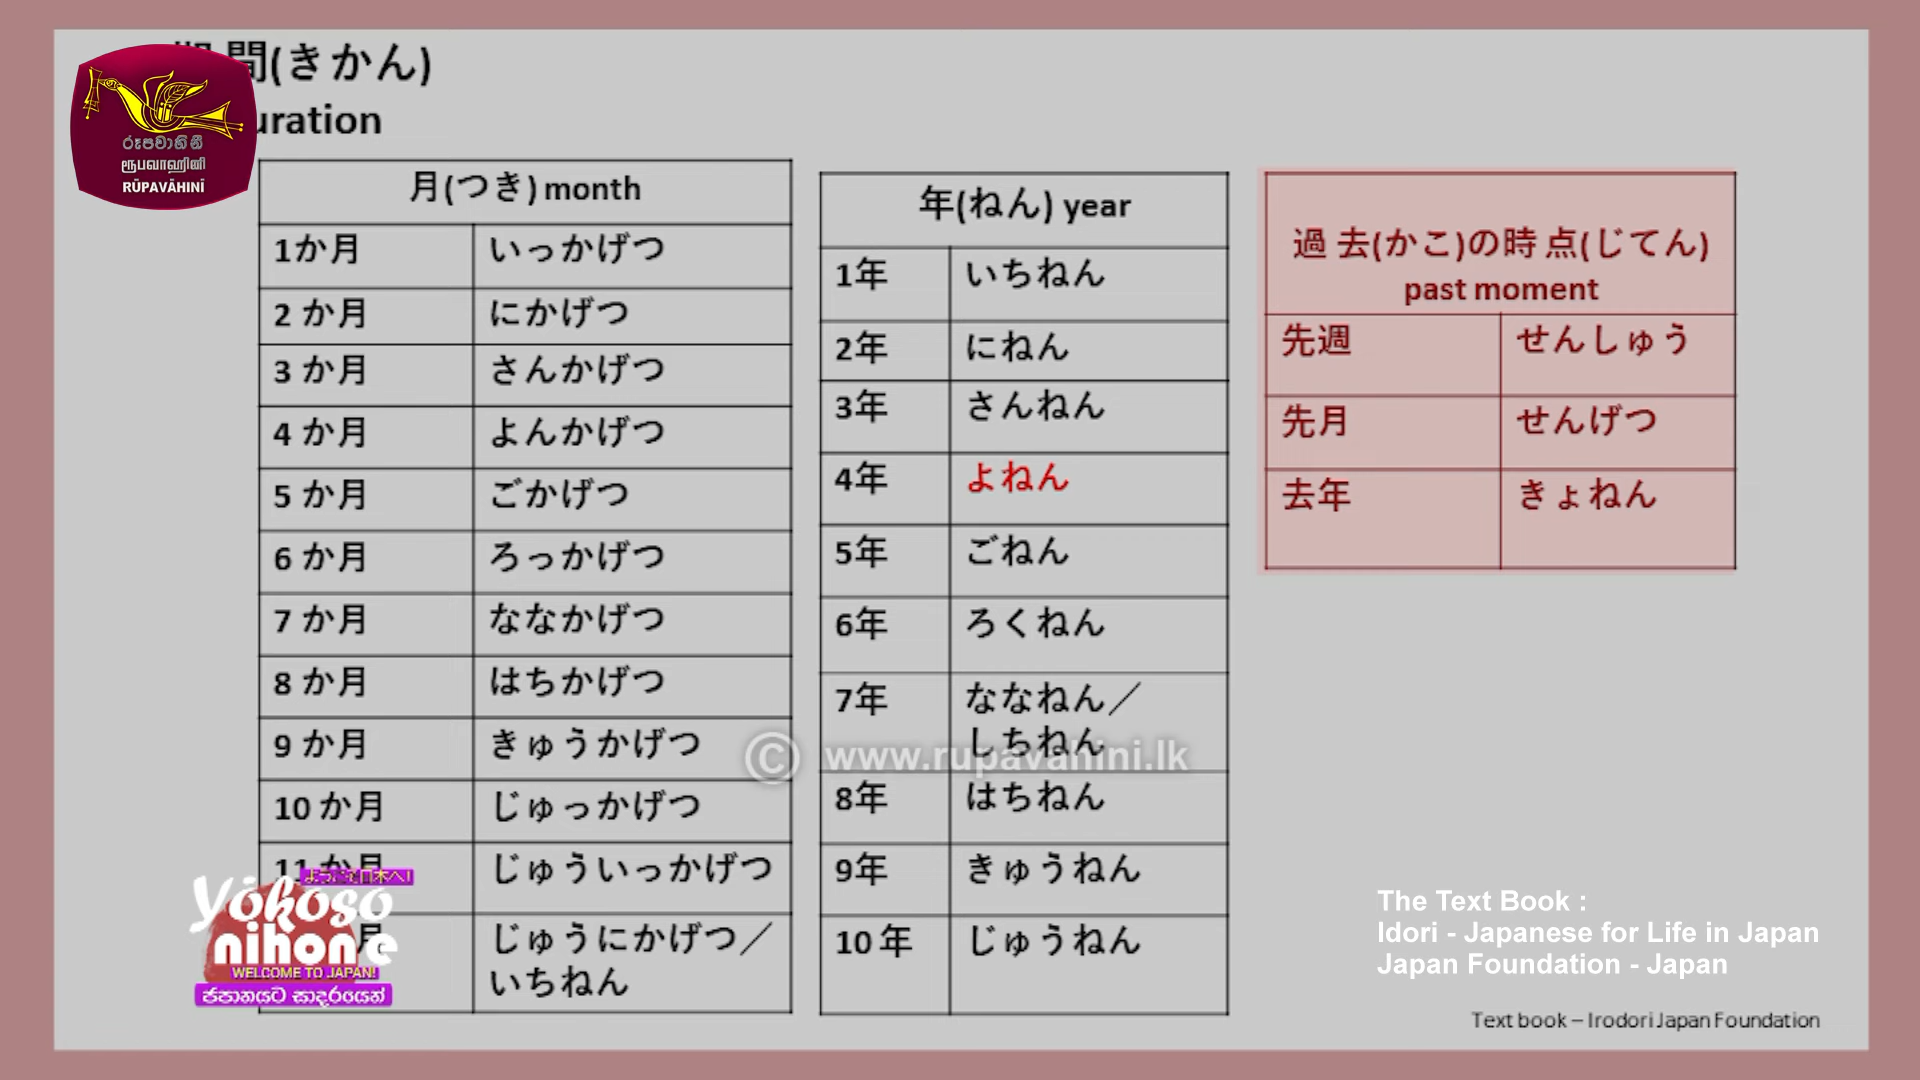 間(きかん)
uration
රූපවාහිනී
ரூபவாஹினி
RŪPAVĀHINĪ
月(つき) month
1か月 いっかげつ
2 か月 にかげつ
3 か月 さんかげつ
4 か月 よんかげつ
5 か月 ごかげつ
6 か月 ろっかげつ
7 か月 ななかげつ
8 か月 はちかげつ
9 か月 きゅうかげつ
10 か月 じゅっかげつ
11 か月 じゅういっかげつ
月 じゅうにかげつ／
いちねん
年(ねん) year
1年 いちねん
2年 にねん
3年 さんねん
4年 よねん
5年 ごねん
6年 ろくねん
7年 ななねん／
しちねん
8年 はちねん
9年 きゅうねん
10 年 じゅうねん
過 去(かこ)の時 点(じてん)
past moment
先週 せんしゅう
先月 せんげつ
去年 きょねん
© www.rupavahini.lk
ようこそ日本へ!
yokoso
nihon e
WELCOME TO JAPAN!
ජපානයට සාදරයෙන්
The Text Book :
Idori - Japanese for Life in Japan
Japan Foundation - Japan
Text book – Irodori Japan Foundation